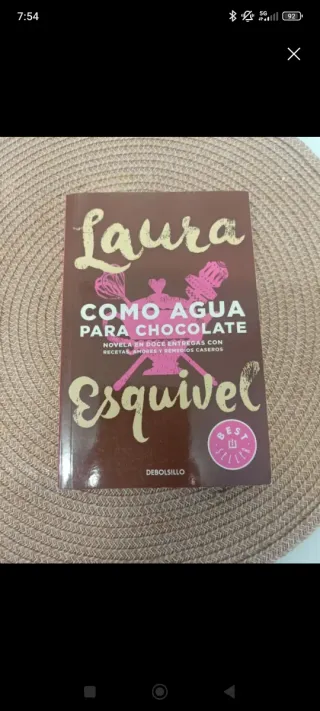 7:54
5G
92
Laura
COMO AGUA
PARA CHOCOLATE
NOVELA EN DOCE ENTREGAS CON
RECETAS, AMORES Y REMEDIOS CASEROS
Esquivel
BEST
SELLER
DEBOLSILLO